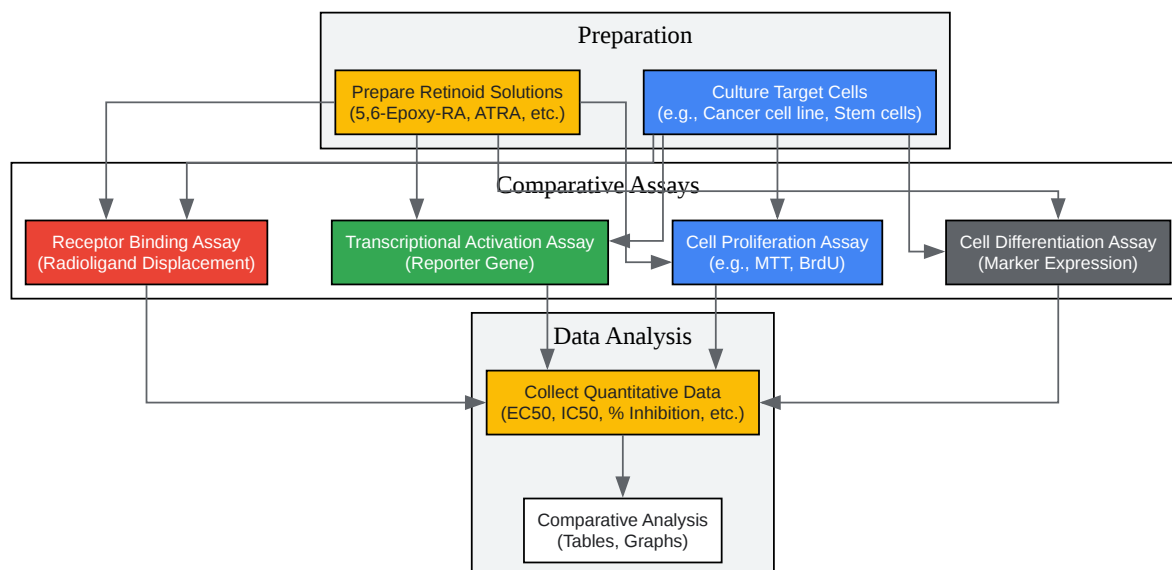 Preparation
Prepare Retinoid Solutions
(5,6-Epoxy-RA, ATRA, etc.)
Culture Target Cells
(e.g., Cancer cell line, Stem cells)
Comparative Assays
Receptor Binding Assay
(Radioligand Displacement)
Transcriptional Activation Assay
(Reporter Gene)
Cell Proliferation Assay
(e.g., MTT, BrdU)
Cell Differentiation Assay
(Marker Expression)
Data Analysis
Collect Quantitative Data
(EC50, IC50, % Inhibition, etc.)
Comparative Analysis
(Tables, Graphs)